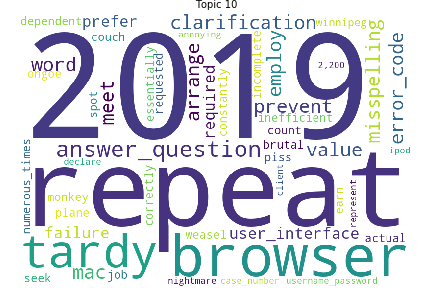 Topic 10
dependent prefer clarification winnipeg
couch annoying
ongoe word 2019 2,200
spot meet essentially requested arrange required constantly incomplete employ prevent inefficient misspelling error_code
count
answer_question brutal value
piss ipod
numerous_times declare repeat client represent
monkey correctly earn
plane
failure weasel user_interface actual
tardy browser
seek mac job
nightmare case_number username_password